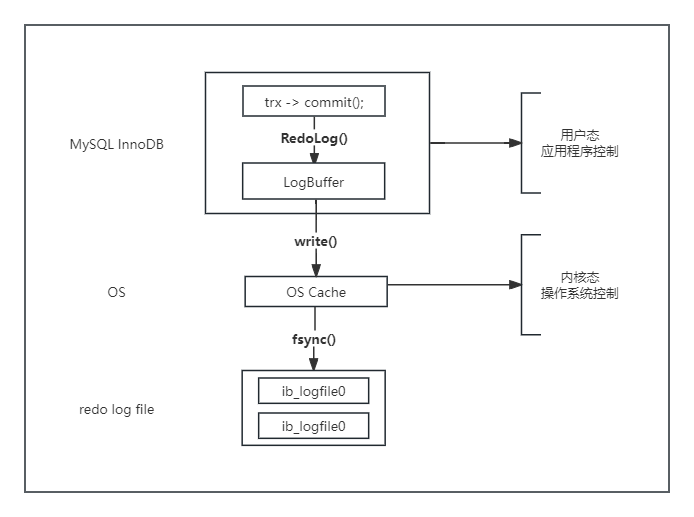 trx -> commit();
MySQL InnoDB
RedoLog()
用户态
应用程序控制
LogBuffer
write()
OS
OS Cache
内核态
操作系统控制
fsync()
ib_logfile0
redo log file
ib_logfile0